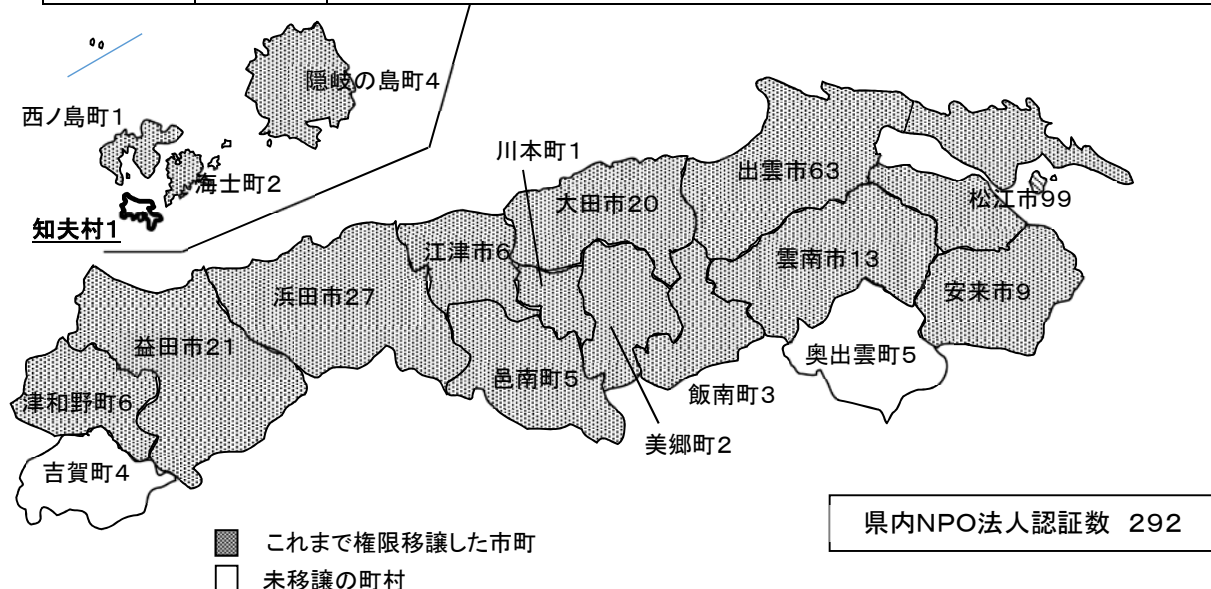 隠岐の島町4
西ノ島町1
海士町2
知夫村1
川本町1
出雲市63
大田市20
松江市99
江津市6
雲南市13
浜田市27
安来市9
益田市21
奥出雲町5
邑南町5
飯南町3
津和野町6
美郷町2
吉賀町4
県内NPO法人認証数 292
これまで権限移譲した市町
未移譲の町村